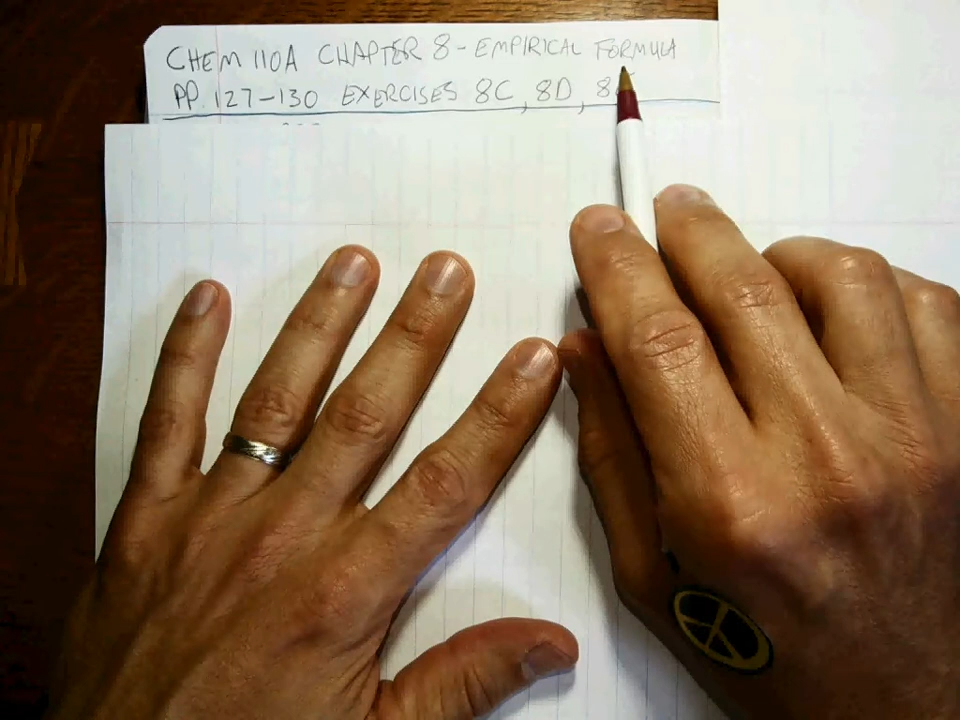 CHEM 110A CHAPTER 8 - EMPIRICAL FORMULA
PP. 127-130 EXERCISES 8C, 8D,